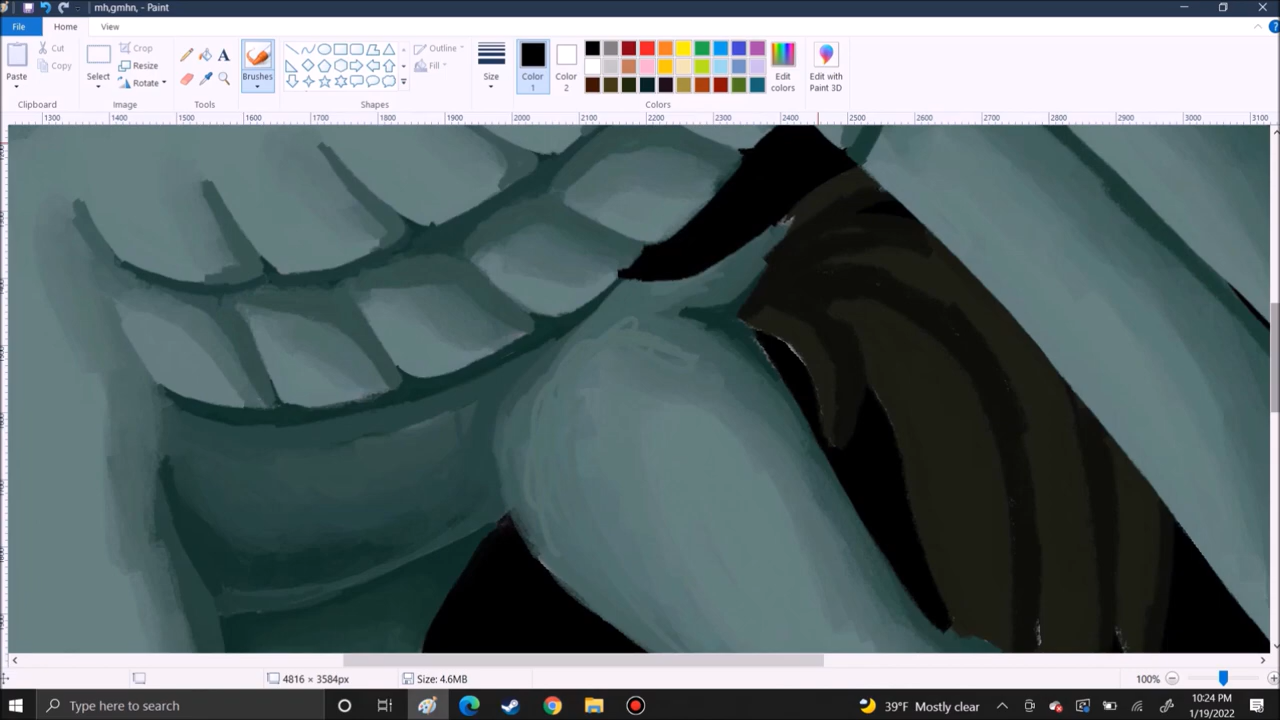 mh,gmhn, - Paint
File
Home
View
Paste
Cut
Copy
Clipboard
Select
Crop
Resize
Rotate
Image
Tools
A
Brushes
Outline
Fill
Shapes
Size
Color 1
Color 2
Edit colors
Colors
Edit with Paint 3D
1300 1400 1500 1600 1700 1800 1900 2000 2100 2200 2300 2400 2500 2600 2700 2800 2900 3000 3100
4816 × 3584px
Size: 4.6MB
100%
Type here to search
39°F Mostly clear
10:24 PM
1/19/2022